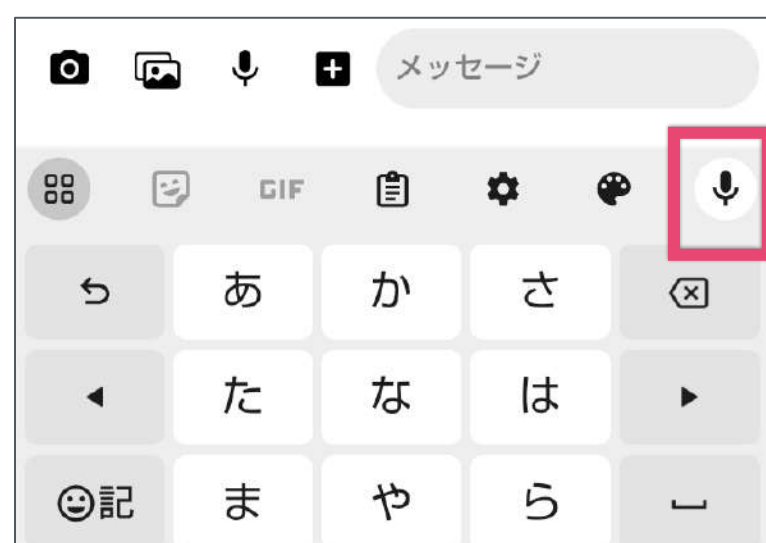 メッセージ
GIF
あ か さ
た な は
記 ま や ら